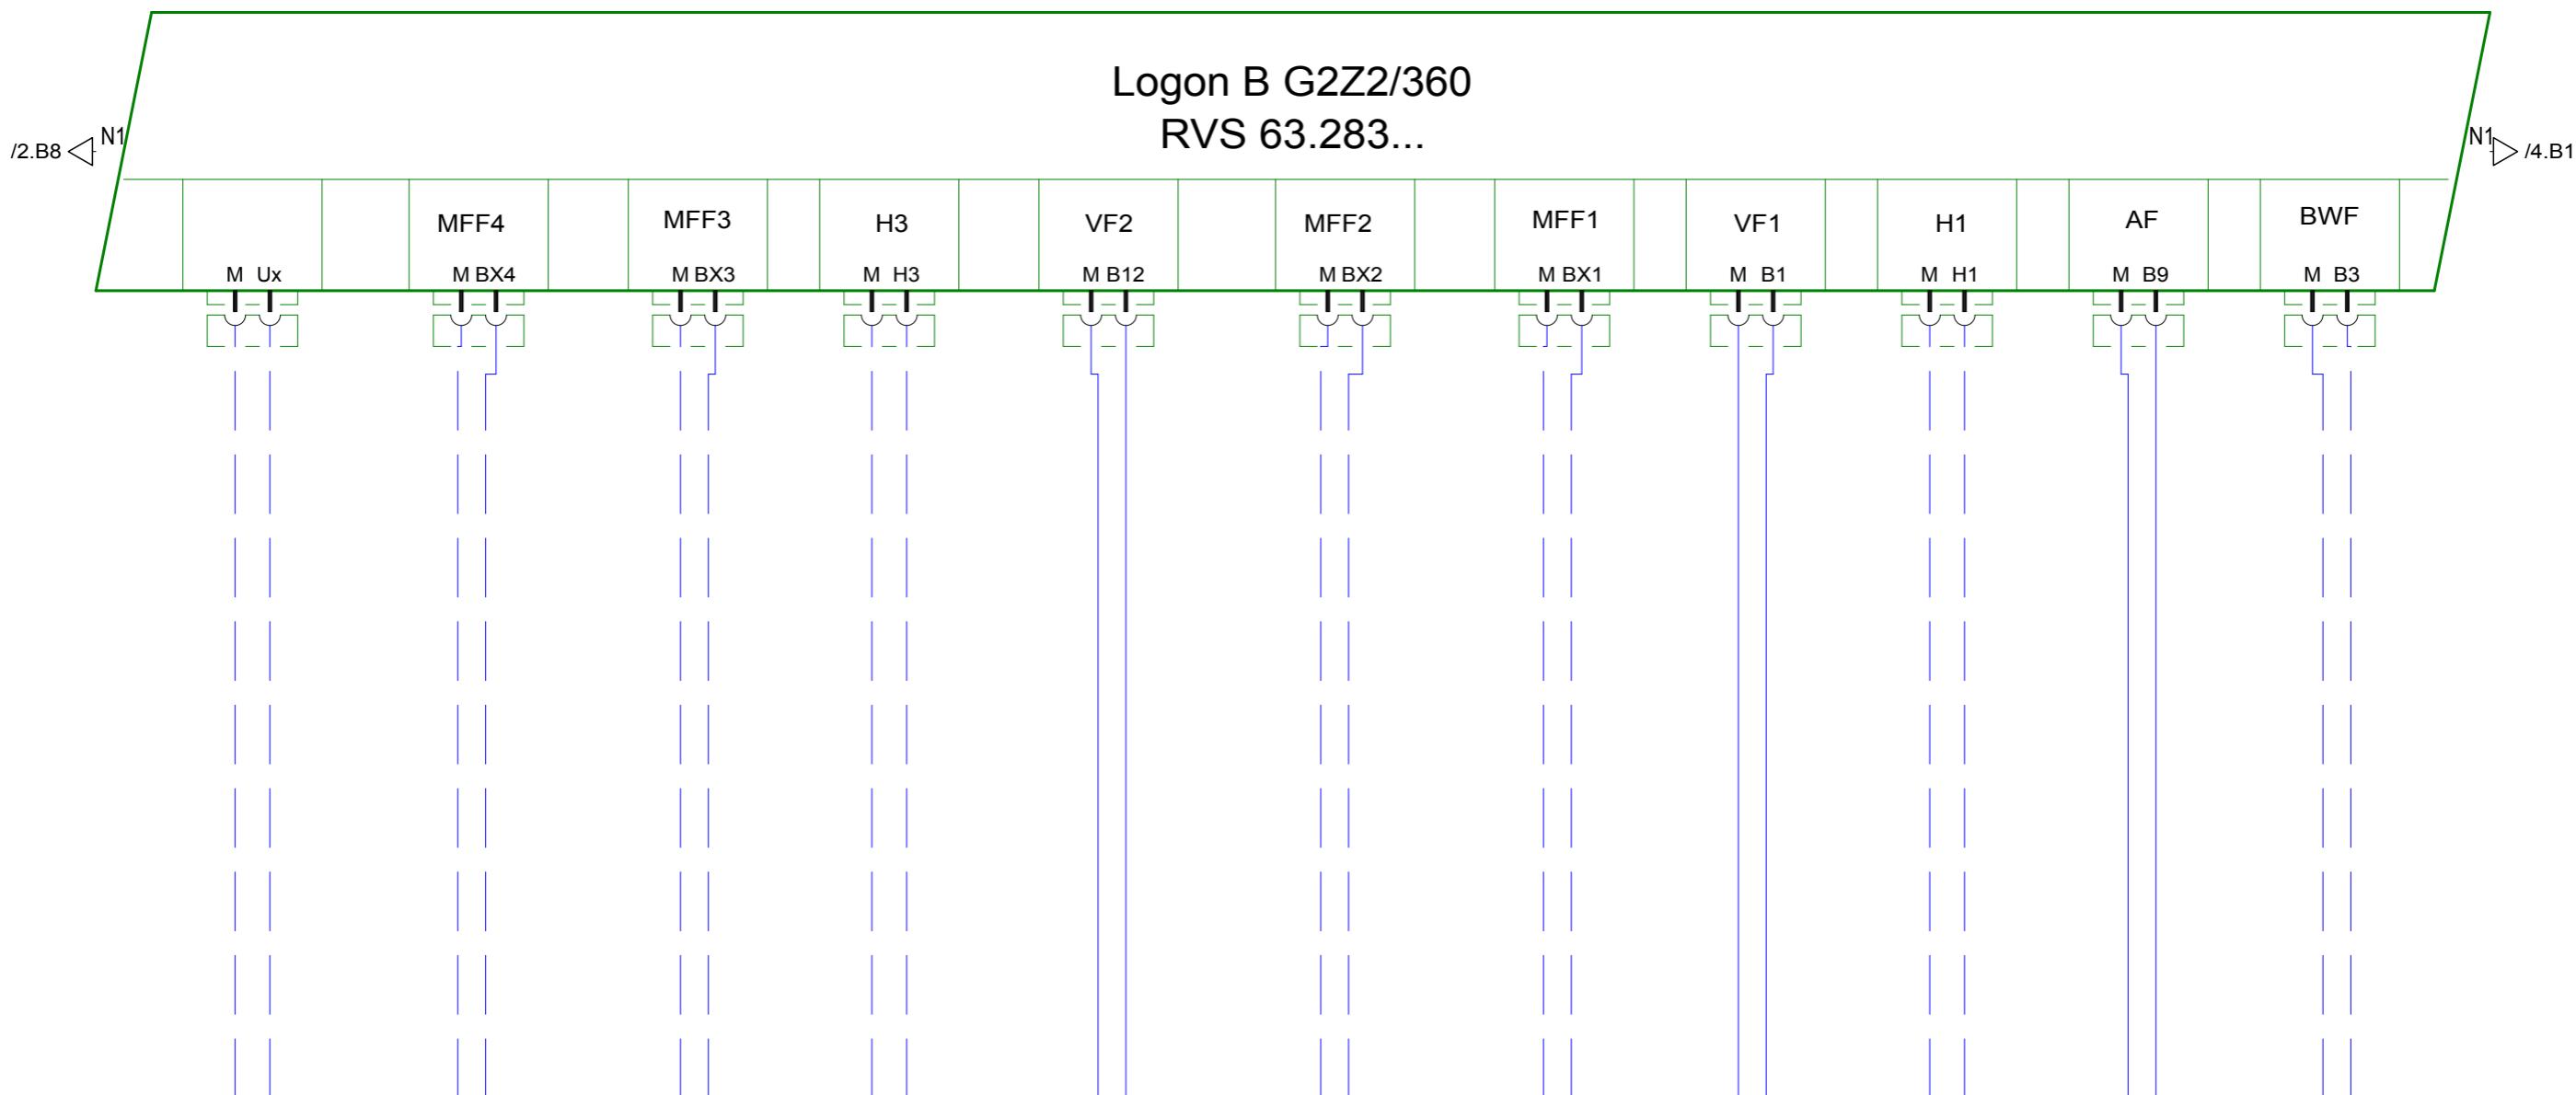 Logon B G2Z2/360
RVS 63.283...
/2.B8 N1 N1 /4.B1
MFF4 MFF3 H3 VF2 MFF2 MFF1 VF1 H1 AF BWF
M Ux M BX4 M BX3 M H3 M B12 M BX2 M BX1 M B1 M H1 M B9 M B3